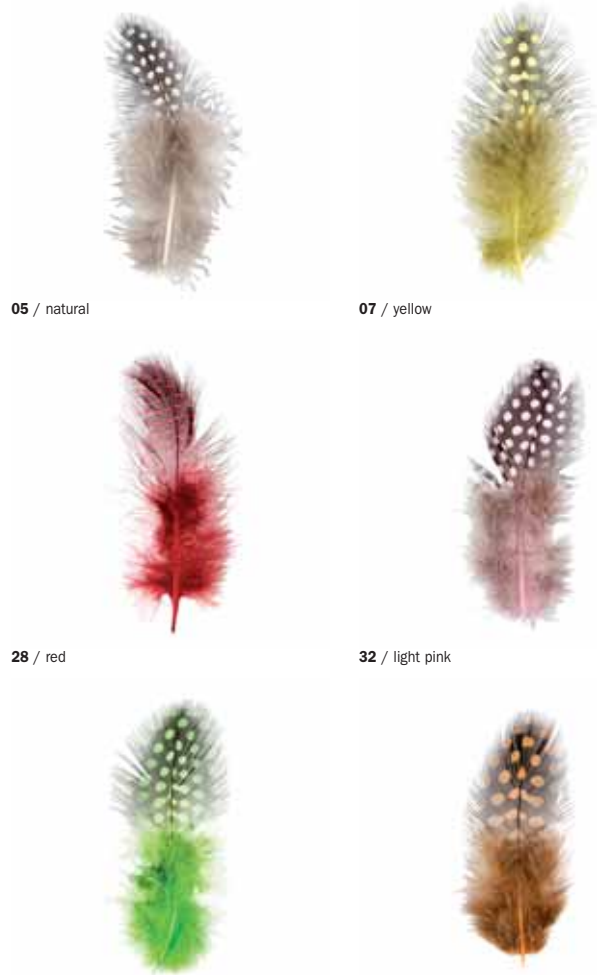 05 / natural
07 / yellow
28 / red
32 / light pink